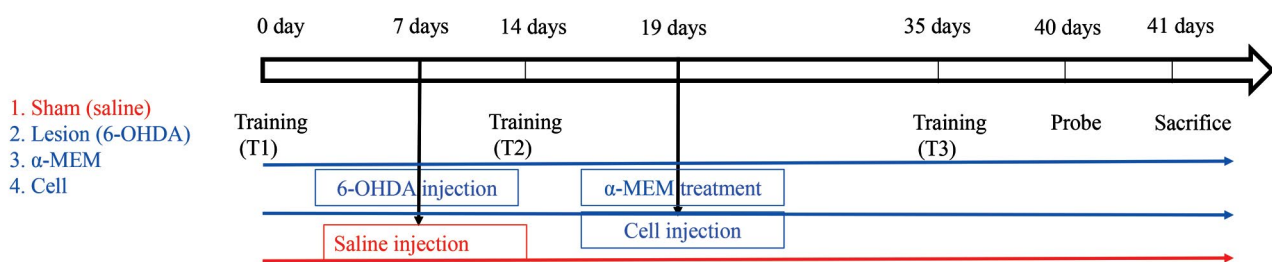 0 day 7 days 14 days 19 days 35 days 40 days 41 days
1. Sham (saline)
2. Lesion (6-OHDA)
3. α-MEM
4. Cell
Training
(T1)
Training
(T2)
Training
(T3)
Probe
Sacrifice
6-OHDA injection
α-MEM treatment
Saline injection
Cell injection